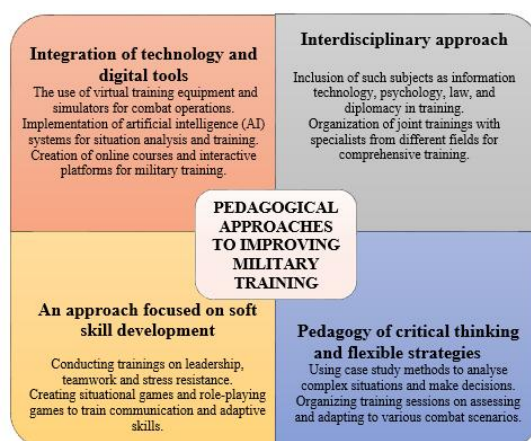 Integration of technology and
digital tools
The use of virtual training equipment and
simulators for combat operations.
Implementation of artificial intelligence (AI)
systems for situation analysis and training.
Creation of online courses and interactive
platforms for military training.
Interdisciplinary approach
Inclusion of such subjects as information
technology, psychology, law, and
diplomacy in training.
Organization of joint trainings with
specialists from different fields for
comprehensive training.
PEDAGOGICAL
APPROACHES
TO IMPROVING
MILITARY
TRAINING
An approach focused on soft
skill development
Conducting trainings on leadership,
teamwork and stress resistance.
Creating situational games and role-playing
games to train communication and adaptive
skills.
Pedagogy of critical thinking
and flexible strategies
Using case study methods to analyse
complex situations and make decisions.
Organizing training sessions on assessing
and adapting to various combat scenarios.